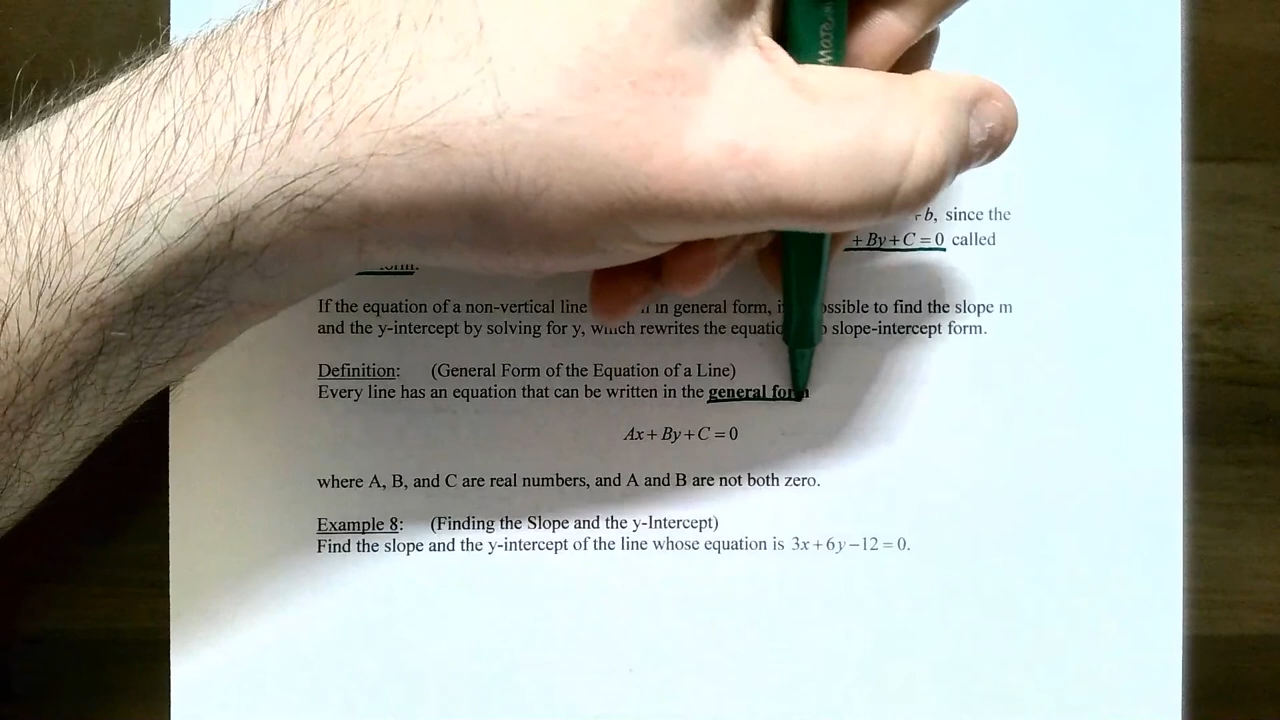 Mate
b, since the
+ By + C = 0 called
If the equation of a non-vertical line in general form, possible to find the slope m
and the y-intercept by solving for y, which rewrites the equation slope-intercept form.
Definition: (General Form of the Equation of a Line)
Every line has an equation that can be written in the general form
Ax + By + C = 0
where A, B, and C are real numbers, and A and B are not both zero.
Example 8: (Finding the Slope and the y-Intercept)
Find the slope and the y-intercept of the line whose equation is 3x + 6y − 12 = 0.